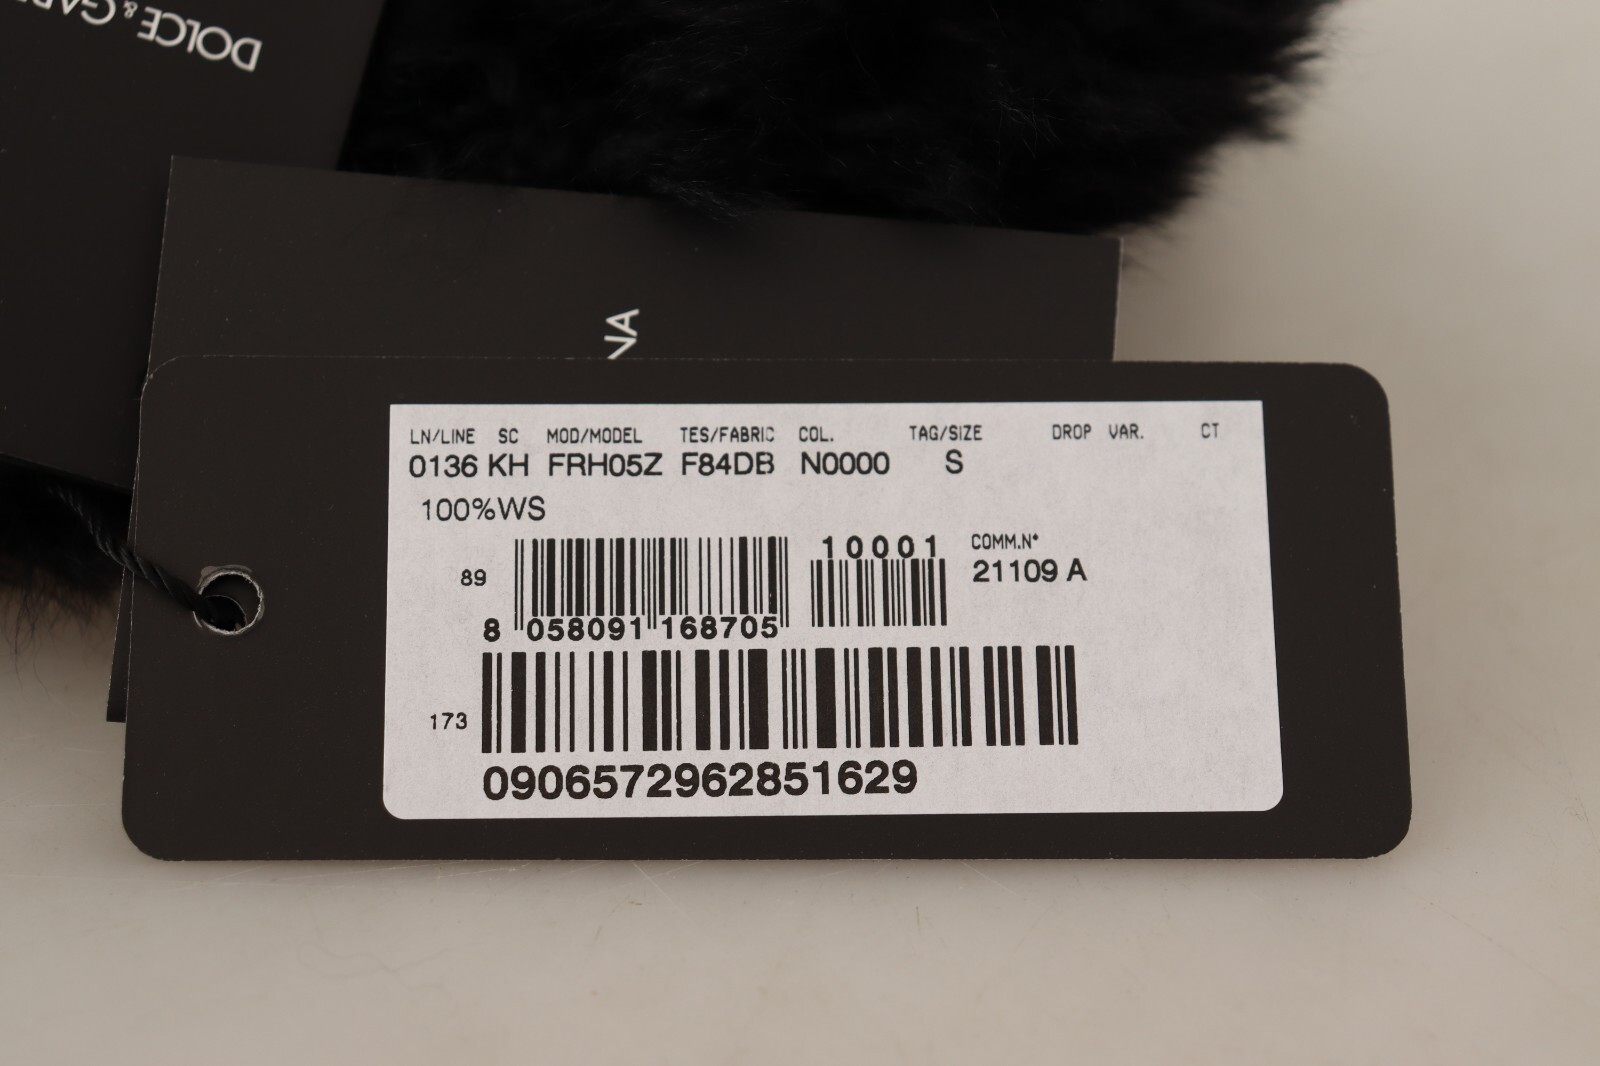 DOLCE & GAB
NA
LN/LINE SC MOD/MODEL TES/FABRIC COL. TAG/SIZE DROP VAR. CT
0136 KH FRH05Z F84DB N0000 S
100%WS
89
8 058091 168705
10001
COMM.N°
21109 A
173
0906572962851629